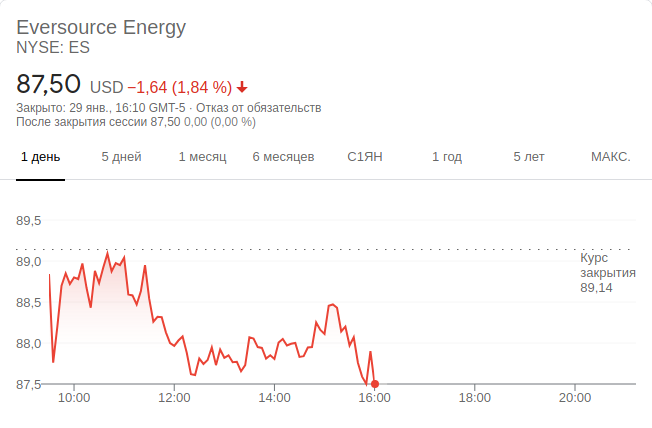 Eversource Energy
NYSE: ES
87,50 USD −1,64 (1,84 %)
Закрыто: 29 янв., 16:10 GMT-5 · Отказ от обязательств
После закрытия сессии 87,50 0,00 (0,00 %)
1 день 5 дней 1 месяц 6 месяцев С1ЯН 1 год 5 лет МАКС.
89,5
89,0
88,5
88,0
87,5
Курс
закрытия
89,14
10:00 12:00 14:00 16:00 18:00 20:00